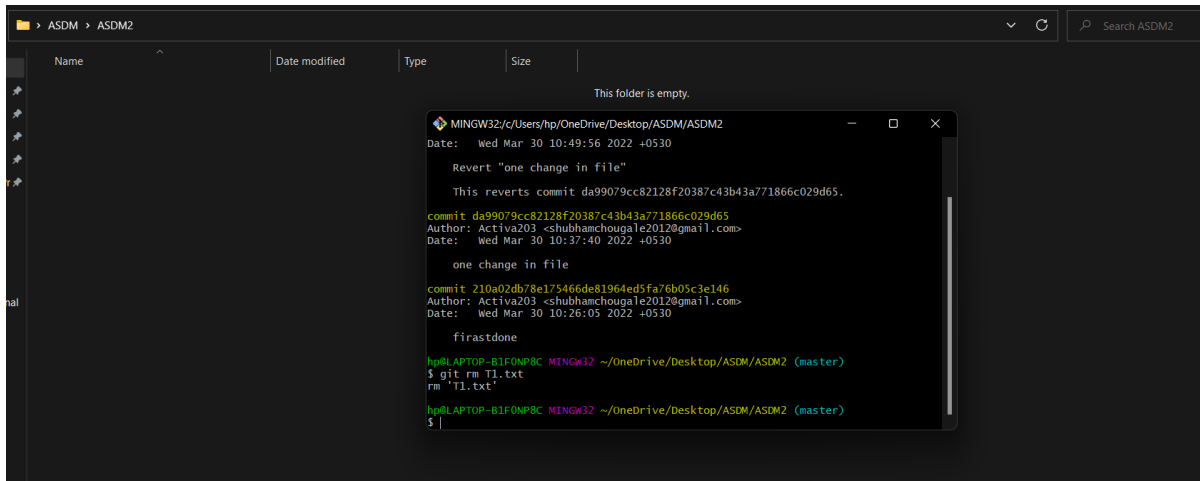 ASDM > ASDM2
Search ASDM2
Name Date modified Type Size
This folder is empty.
MINGW32:/c/Users/hp/OneDrive/Desktop/ASDM/ASDM2
Date:   Wed Mar 30 10:49:56 2022 +0530
Revert "one change in file"
This reverts commit da99079cc82128f20387c43b43a771866c029d65.
commit da99079cc82128f20387c43b43a771866c029d65
Author: Activa203 <shubhamchougale2012@gmail.com>
Date:   Wed Mar 30 10:37:40 2022 +0530
one change in file
commit 210a02db78e175466de81964ed5fa76b05c3e146
Author: Activa203 <shubhamchougale2012@gmail.com>
Date:   Wed Mar 30 10:26:05 2022 +0530
firastdone
hp@LAPTOP-B1F0NP8C MINGW32 ~/OneDrive/Desktop/ASDM/ASDM2 (master)
$ git rm T1.txt
rm 'T1.txt'
hp@LAPTOP-B1F0NP8C MINGW32 ~/OneDrive/Desktop/ASDM/ASDM2 (master)
$